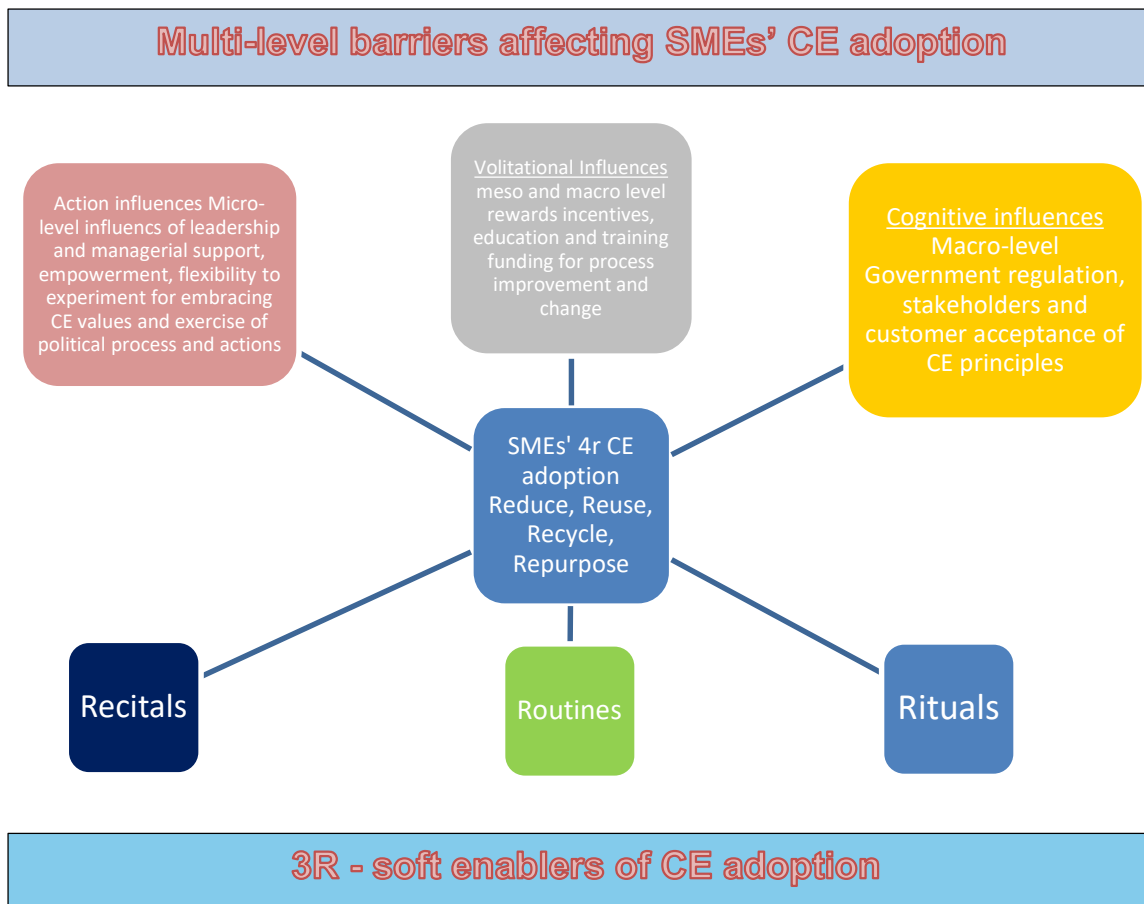 Multi-level barriers affecting SMEs' CE adoption
Action influences Micro-
level influencs of leadership
and managerial support,
empowerment, flexibility to
experiment for embracing
CE values and exercise of
political process and actions
Volitational Influences
meso and macro level
rewards incentives,
education and training
funding for process
improvement and
change
Cognitive influences
Macro-level
Government regulation,
stakeholders and
customer acceptance of
CE principles
SMEs' 4r CE
adoption
Reduce, Reuse,
Recycle,
Repurpose
Recitals
Routines
Rituals
3R - soft enablers of CE adoption